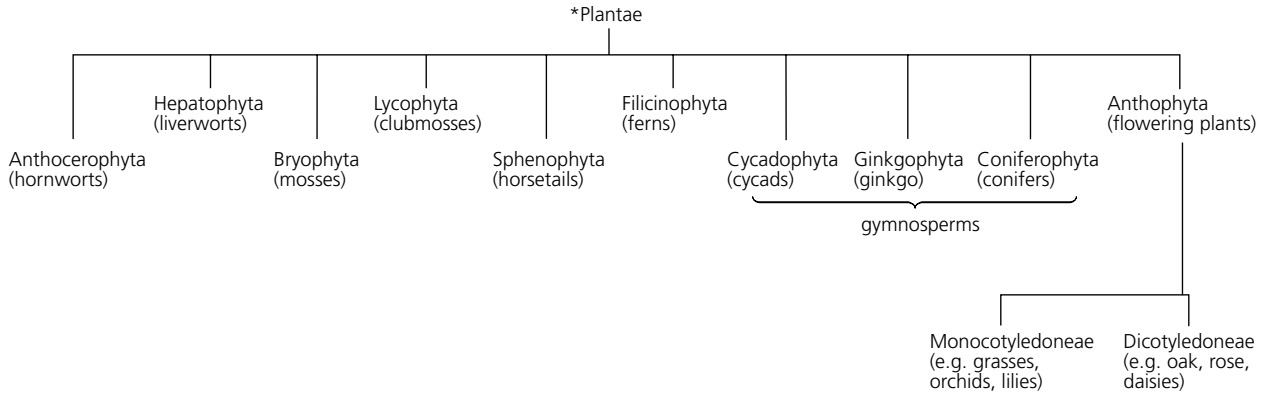 *Plantae
Hepatophyta
(liverworts)
Lycophyta
(clubmosses)
Filicinophyta
(ferns)
Anthophyta
(flowering plants)
Anthocerophyta
(hornworts)
Bryophyta
(mosses)
Sphenophyta
(horsetails)
Cycadophyta
(cycads)
Ginkgophyta
(ginkgo)
Coniferophyta
(conifers)
gymnosperms
Monocotyledoneae
(e.g. grasses,
orchids, lilies)
Dicotyledoneae
(e.g. oak, rose,
daisies)